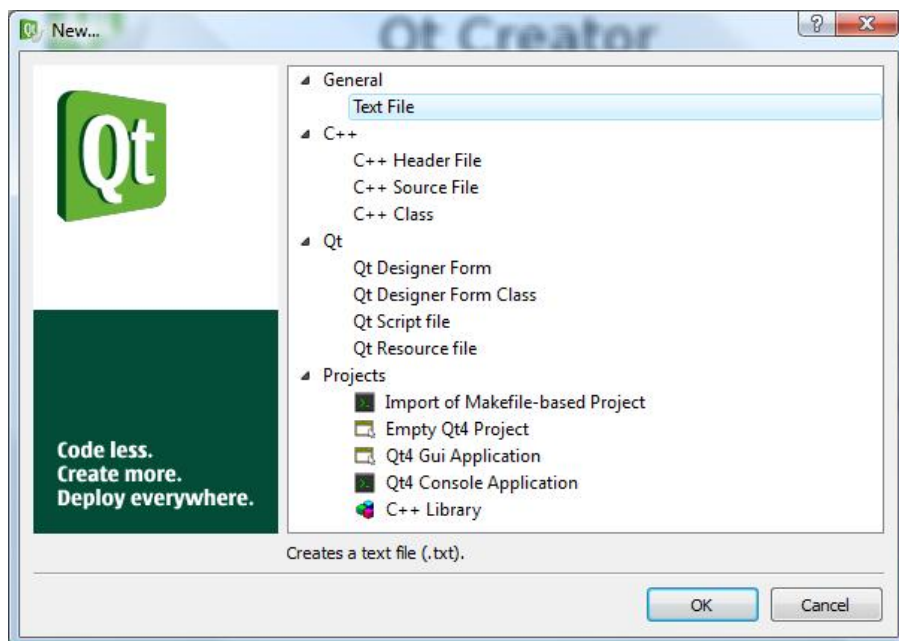 New...
Qt Creator
Qt
Code less.
Create more.
Deploy everywhere.
General
Text File
C++
C++ Header File
C++ Source File
C++ Class
Qt
Qt Designer Form
Qt Designer Form Class
Qt Script file
Qt Resource file
Projects
Import of Makefile-based Project
Empty Qt4 Project
Qt4 Gui Application
Qt4 Console Application
C++ Library
Creates a text file (.txt).
OK
Cancel